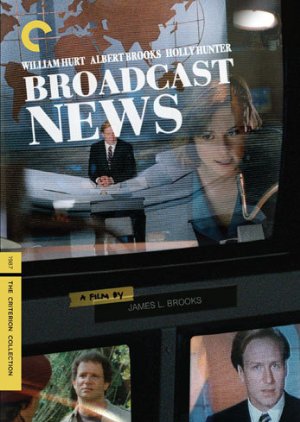 WILLIAM HURT ALBERT BROOKS HOLLY HUNTER
BROADCAST
NEWS
A FILM BY
JAMES L. BROOKS
1987
THE CRITERION COLLECTION